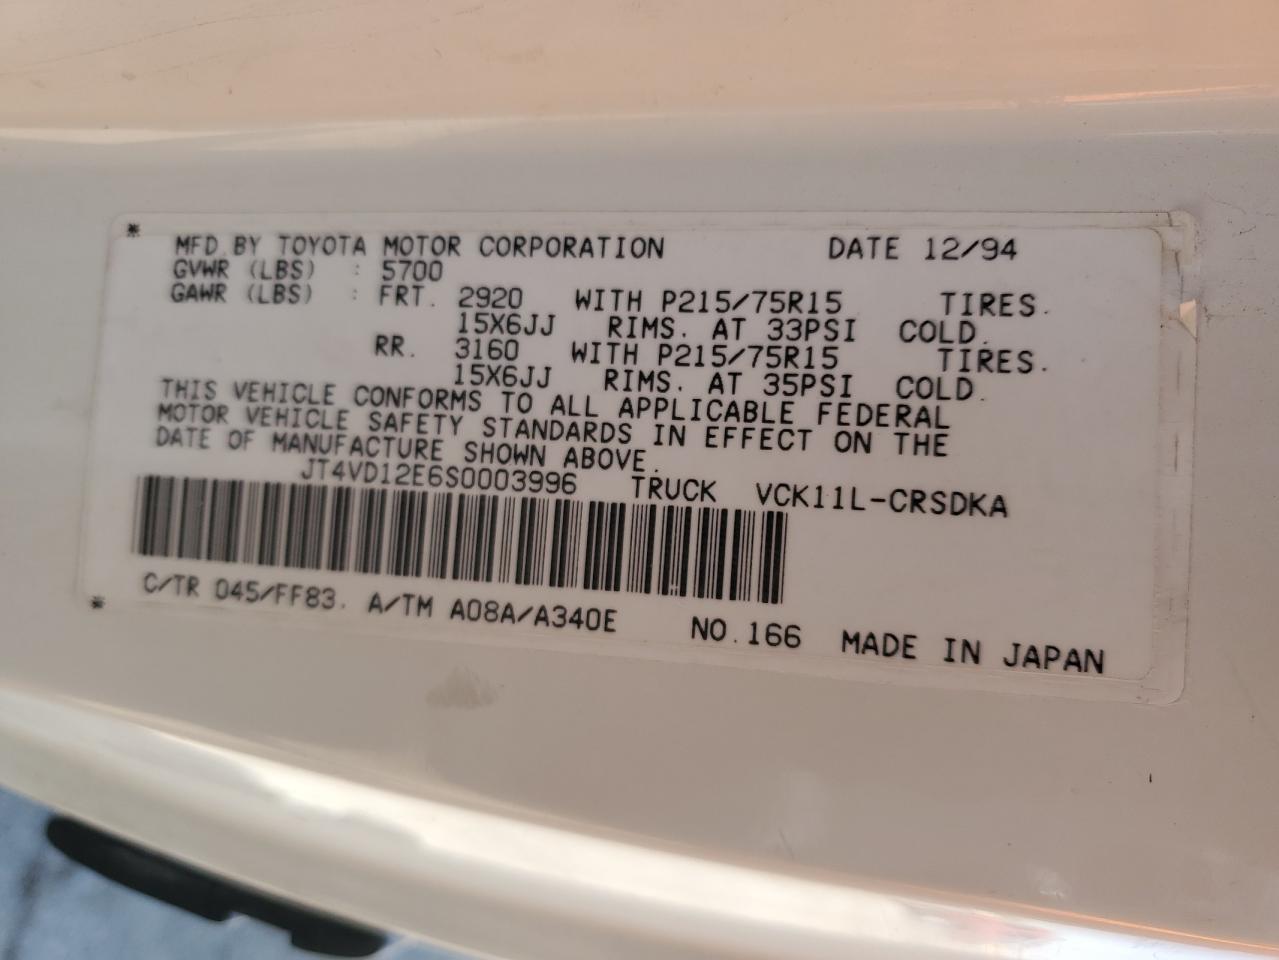 MFD.BY TOYOTA MOTOR CORPORATION DATE 12/94
GVWR (LBS) : 5700
GAWR (LBS) : FRT. 2920 WITH P215/75R15 TIRES.
15X6JJ RIMS. AT 33PSI COLD.
RR. 3160 WITH P215/75R15 TIRES.
15X6JJ RIMS. AT 35PSI COLD.
THIS VEHICLE CONFORMS TO ALL APPLICABLE FEDERAL
MOTOR VEHICLE SAFETY STANDARDS IN EFFECT ON THE
DATE OF MANUFACTURE SHOWN ABOVE.
JT4VD12E6S0003996 TRUCK VCK11L-CRSDKA
C/TR 045/FF83. A/TM A08A/A340E NO.166 MADE IN JAPAN